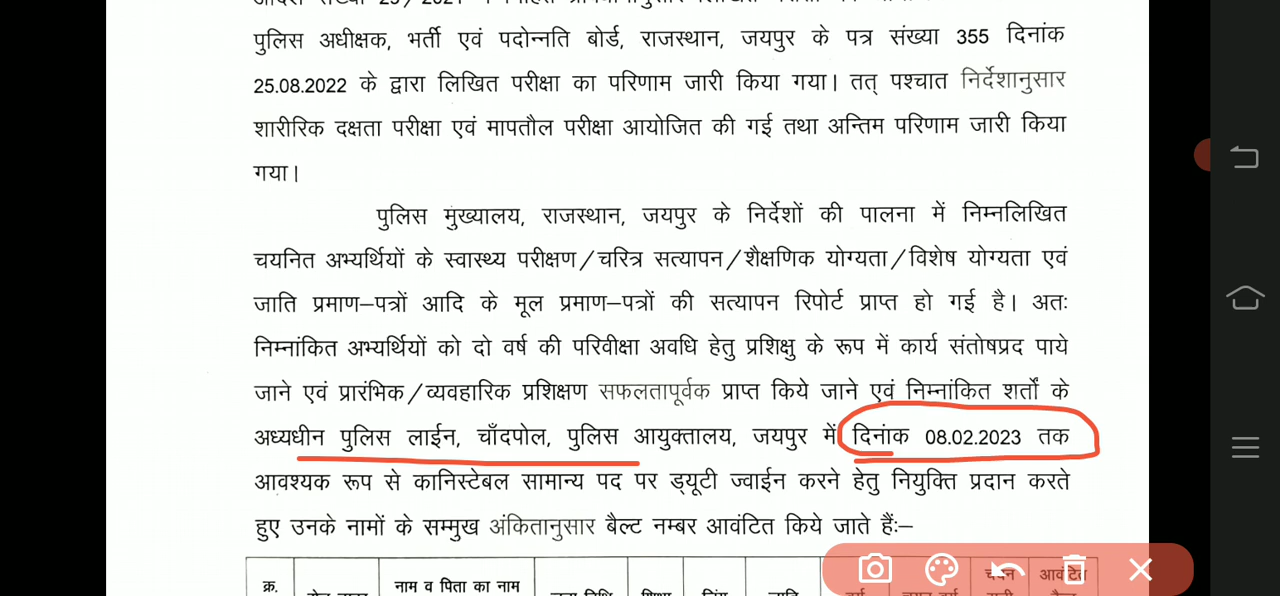 पुलिस अधीक्षक, भर्ती एवं पदोन्नति बोर्ड, राजस्थान, जयपुर के पत्र संख्या 355 दिनांक
25.08.2022 के द्वारा लिखित परीक्षा का परिणाम जारी किया गया। तत् पश्चात निर्देशानुसार
शारीरिक दक्षता परीक्षा एवं मापतौल परीक्षा आयोजित की गई तथा अन्तिम परिणाम जारी किया
गया।
पुलिस मुख्यालय, राजस्थान, जयपुर के निर्देशों की पालना में निम्नलिखित
चयनित अभ्यर्थियों के स्वास्थ्य परीक्षण/चरित्र सत्यापन/शैक्षणिक योग्यता/विशेष योग्यता एवं
जाति प्रमाण–पत्रों आदि के मूल प्रमाण–पत्रों की सत्यापन रिपोर्ट प्राप्त हो गई है। अतः
निम्नांकित अभ्यर्थियों को दो वर्ष की परिवीक्षा अवधि हेतु प्रशिक्षु के रूप में कार्य संतोषप्रद पाये
जाने एवं प्रारंभिक/व्यवहारिक प्रशिक्षण सफलतापूर्वक प्राप्त किये जाने एवं निम्नांकित शर्तों के
अध्यधीन पुलिस लाईन, चाँदपोल, पुलिस आयुक्तालय, जयपुर में दिनांक 08.02.2023 तक
आवश्यक रूप से कानिस्टेबल सामान्य पद पर ड्यूटी ज्वाईन करने हेतु नियुक्ति प्रदान करते
हुए उनके नामों के सम्मुख अंकितानुसार बैल्ट नम्बर आवंटित किये जाते हैंः–
क्र. नाम व पिता का नाम चयन आवंटित